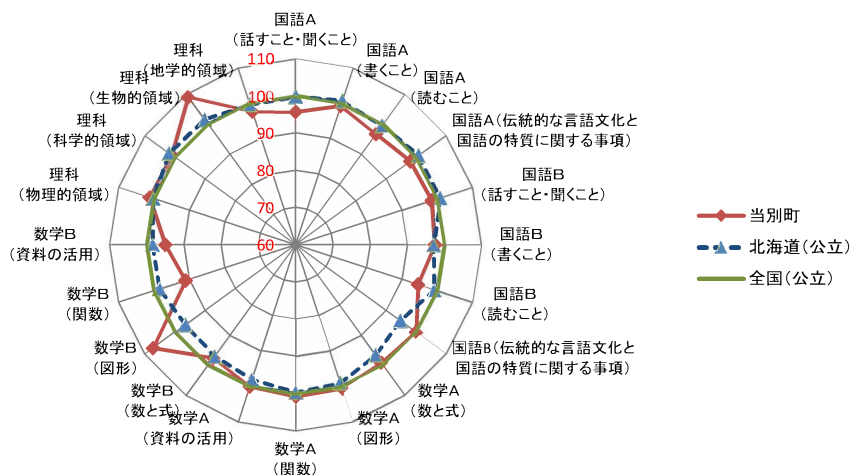 国語A
(話すこと・聞くこと)
国語A
(書くこと)
国語A
(読むこと)
国語A(伝統的な言語文化と
国語の特質に関する事項)
国語B
(話すこと・聞くこと)
国語B
(書くこと)
国語B
(読むこと)
国語B(伝統的な言語文化と
国語の特質に関する事項)
数学A
(数と式)
数学A
(図形)
数学A
(関数)
数学A
(資料の活用)
数学B
(数と式)
数学B
(図形)
数学B
(関数)
数学B
(資料の活用)
理科
(物理的領域)
理科
(科学的領域)
理科
(生物的領域)
理科
(地学的領域)
110
100
90
80
70
60
当別町
北海道(公立)
全国(公立)